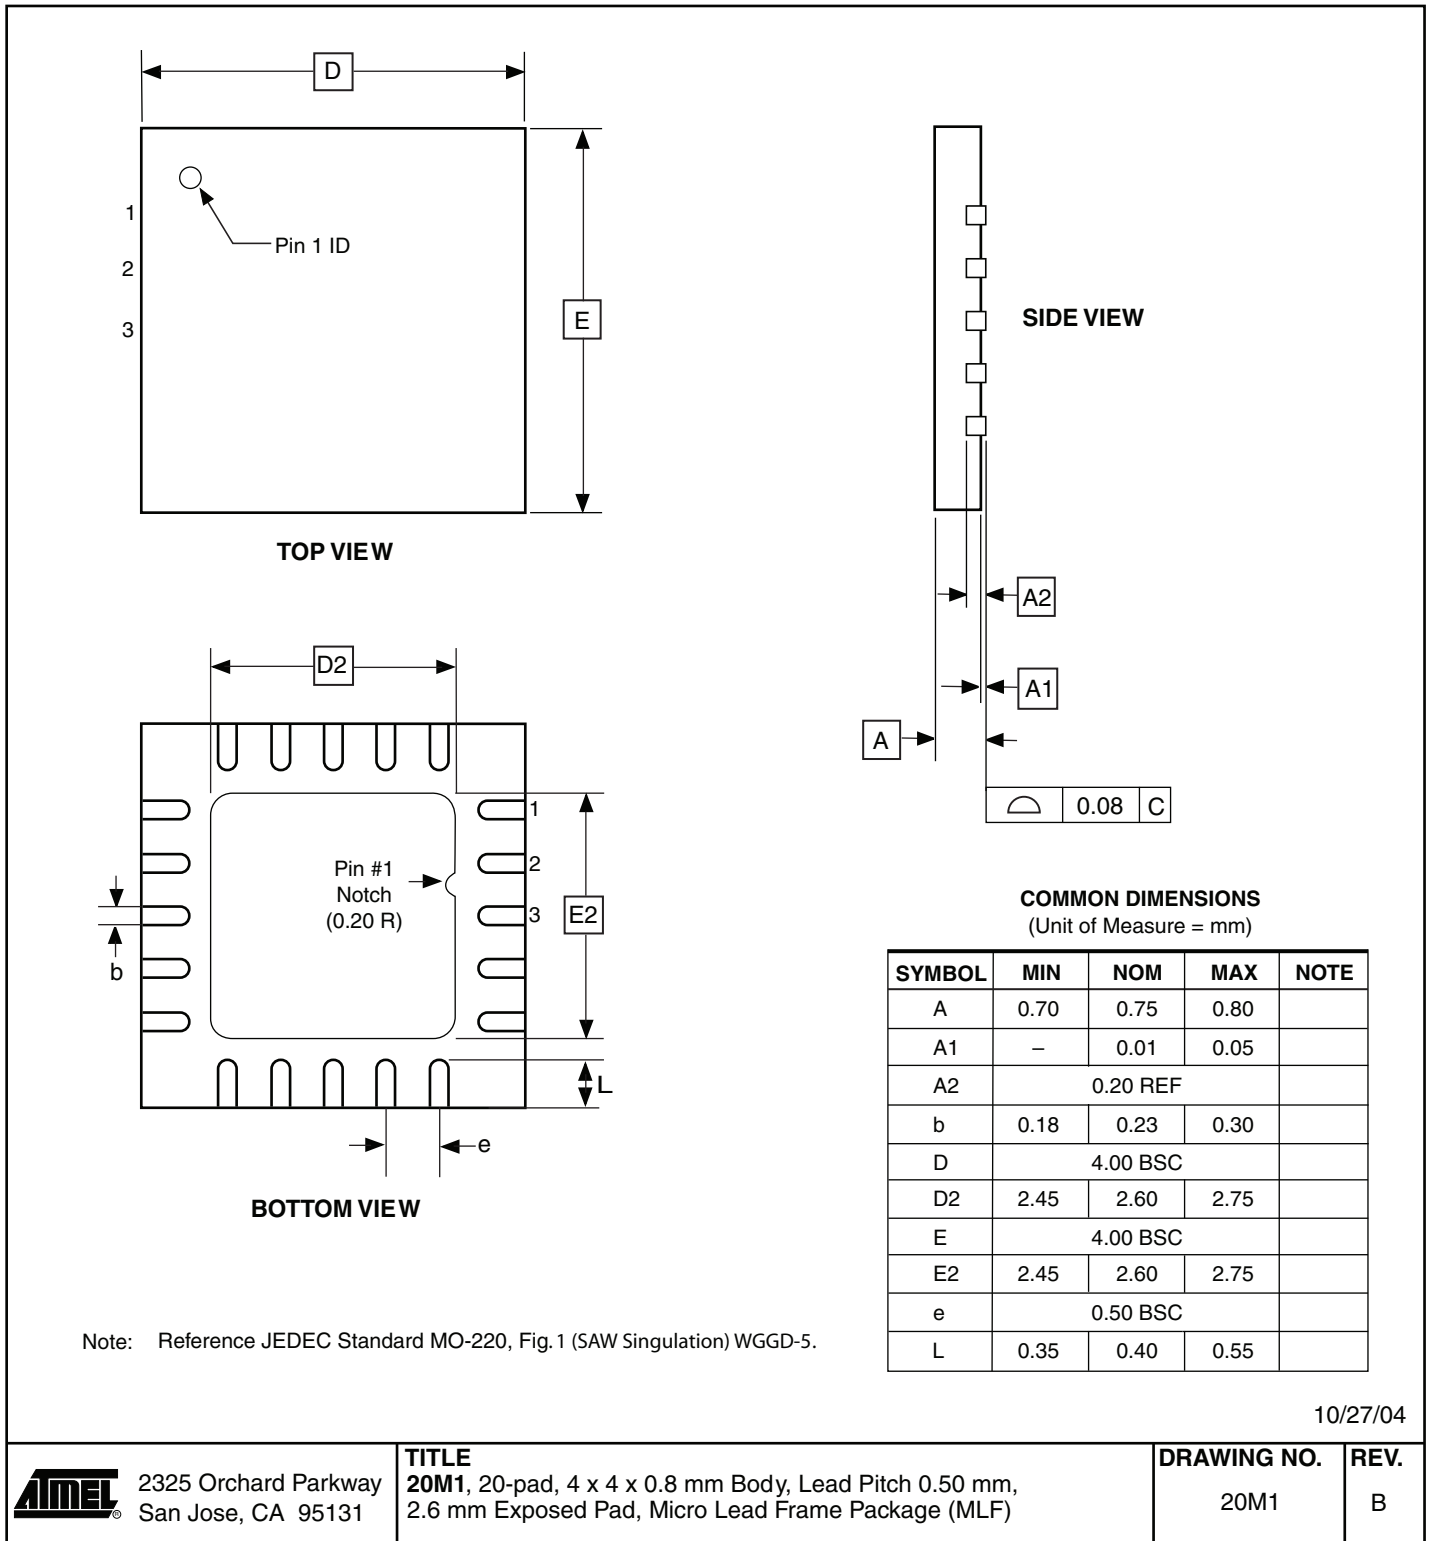 D
1
2
3
Pin 1 ID
E
TOP VIEW
SIDE VIEW
A2
A1
A
0.08 C
D2
1
2
3
Pin #1
Notch
(0.20 R)
E2
b
L
e
BOTTOM VIEW
COMMON DIMENSIONS
(Unit of Measure = mm)
SYMBOL MIN NOM MAX NOTE
A 0.70 0.75 0.80
A1 – 0.01 0.05
A2 0.20 REF
b 0.18 0.23 0.30
D 4.00 BSC
D2 2.45 2.60 2.75
E 4.00 BSC
E2 2.45 2.60 2.75
e 0.50 BSC
L 0.35 0.40 0.55
Note: Reference JEDEC Standard MO-220, Fig. 1 (SAW Singulation) WGGD-5.
10/27/04
ATMEL ®
2325 Orchard Parkway
San Jose, CA 95131
TITLE
20M1, 20-pad, 4 x 4 x 0.8 mm Body, Lead Pitch 0.50 mm,
2.6 mm Exposed Pad, Micro Lead Frame Package (MLF)
DRAWING NO.
20M1
REV.
B